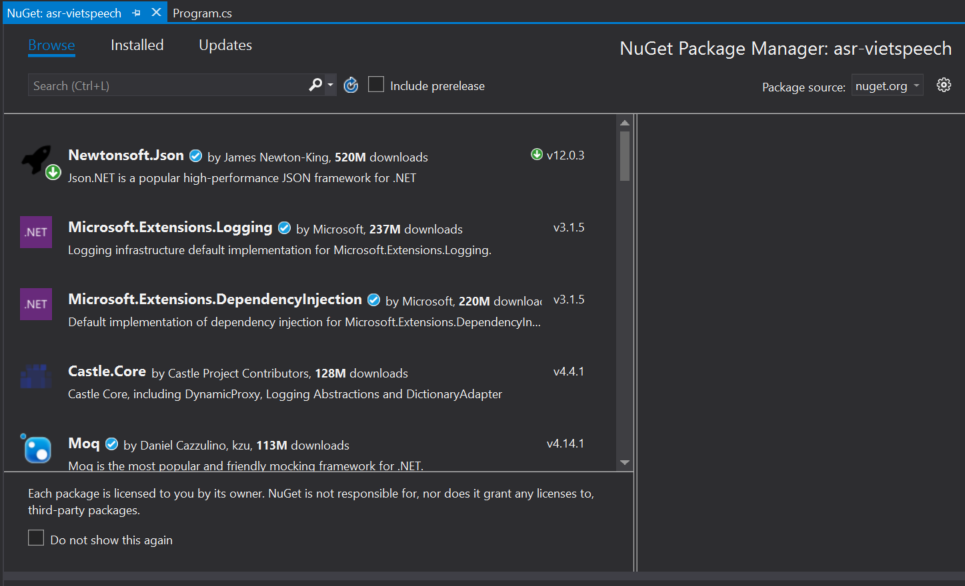 NuGet: asr-vietspeech
Program.cs
Browse
Installed
Updates
NuGet Package Manager: asr-vietspeech
Search (Ctrl+L)
Include prerelease
Package source: nuget.org
Newtonsoft.Json by James Newton-King, 520M downloads
v12.0.3
Json.NET is a popular high-performance JSON framework for .NET
.NET
Microsoft.Extensions.Logging by Microsoft, 237M downloads
v3.1.5
Logging infrastructure default implementation for Microsoft.Extensions.Logging.
.NET
Microsoft.Extensions.DependencyInjection by Microsoft, 220M downloa
v3.1.5
Default implementation of dependency injection for Microsoft.Extensions.DependencyIn...
Castle.Core by Castle Project Contributors, 128M downloads
v4.4.1
Castle Core, including DynamicProxy, Logging Abstractions and DictionaryAdapter
Moq by Daniel Cazzulino, kzu, 113M downloads
v4.14.1
Moq is the most popular and friendly mocking framework for .NET.
Each package is licensed to you by its owner. NuGet is not responsible for, nor does it grant any licenses to,
third-party packages.
Do not show this again